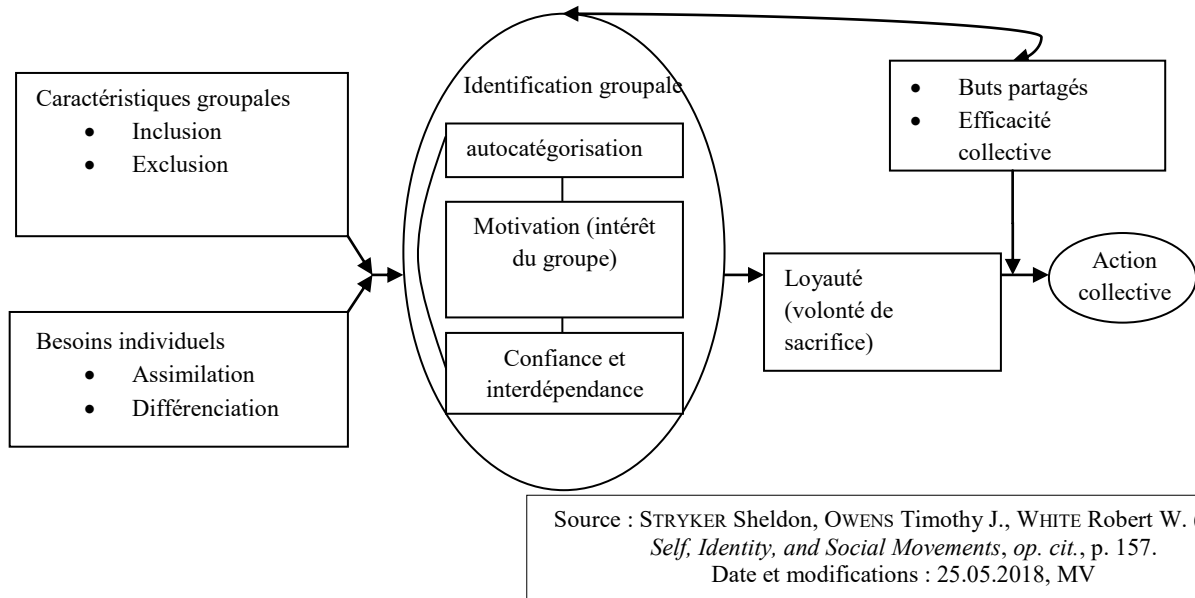 Caractéristiques groupales
• Inclusion
• Exclusion
Besoins individuels
• Assimilation
• Différenciation
Identification groupale
autocatégorisation
Motivation (intérêt
du groupe)
Confiance et
interdépendance
Loyauté
(volonté de
sacrifice)
• Buts partagés
• Efficacité
collective
Action
collective
Source : STRYKER Sheldon, OWENS Timothy J., WHITE Robert W.
Self, Identity, and Social Movements, op. cit., p. 157.
Date et modifications : 25.05.2018, MV